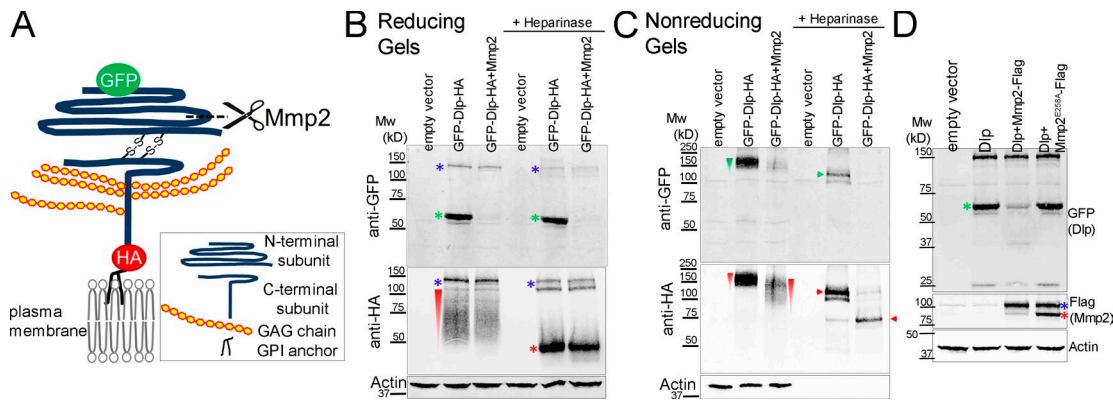 A
GFP
Mmp2
-S-S-
-S-S-
HA
plasma
membrane
N-terminal
subunit
C-terminal
subunit
GAG chain
GPI anchor
B
Reducing
Gels
+ Heparinase
Mw
(kD)
empty vector
GFP-Dlp-HA
GFP-Dlp-HA+Mmp2
empty vector
GFP-Dlp-HA
GFP-Dlp-HA+Mmp2
anti-GFP
150
100
75
50
*
*
*
*
anti-HA
150
100
75
50
*
*
*
Actin
37
C
Nonreducing
Gels
+ Heparinase
Mw
(kD)
empty vector
GFP-Dlp-HA
GFP-Dlp-HA+Mmp2
empty vector
GFP-Dlp-HA
GFP-Dlp-HA+Mmp2
anti-GFP
250
150
100
75
50
anti-HA
250
150
100
75
50
Actin
37
D
Mw
(kD)
empty vector
Dlp
Dlp+Mmp2-Flag
Dlp+
Mmp2E258A-Flag
150
100
75
50
37
25
*
GFP
(Dlp)
100
75
50
Flag
(Mmp2)
*
*
37
Actin